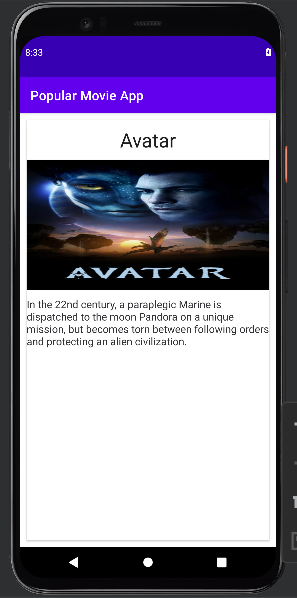 8:33
Popular Movie App
Avatar
AVATAR
In the 22nd century, a paraplegic Marine is
dispatched to the moon Pandora on a unique
mission, but becomes torn between following orders
and protecting an alien civilization.